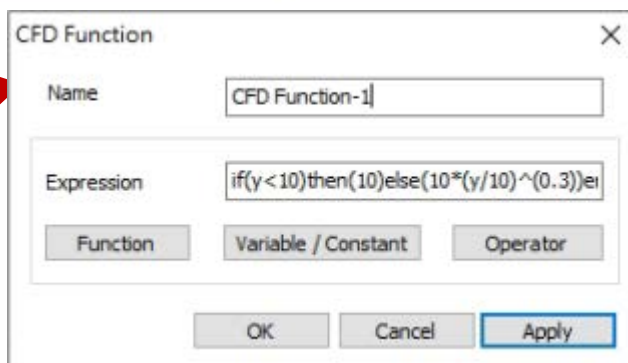 CFD Function
Name
CFD Function-1
Expression
if(y<10)then(10)else(10*(y/10)^(0.3))e
Function
Variable / Constant
Operator
OK
Cancel
Apply